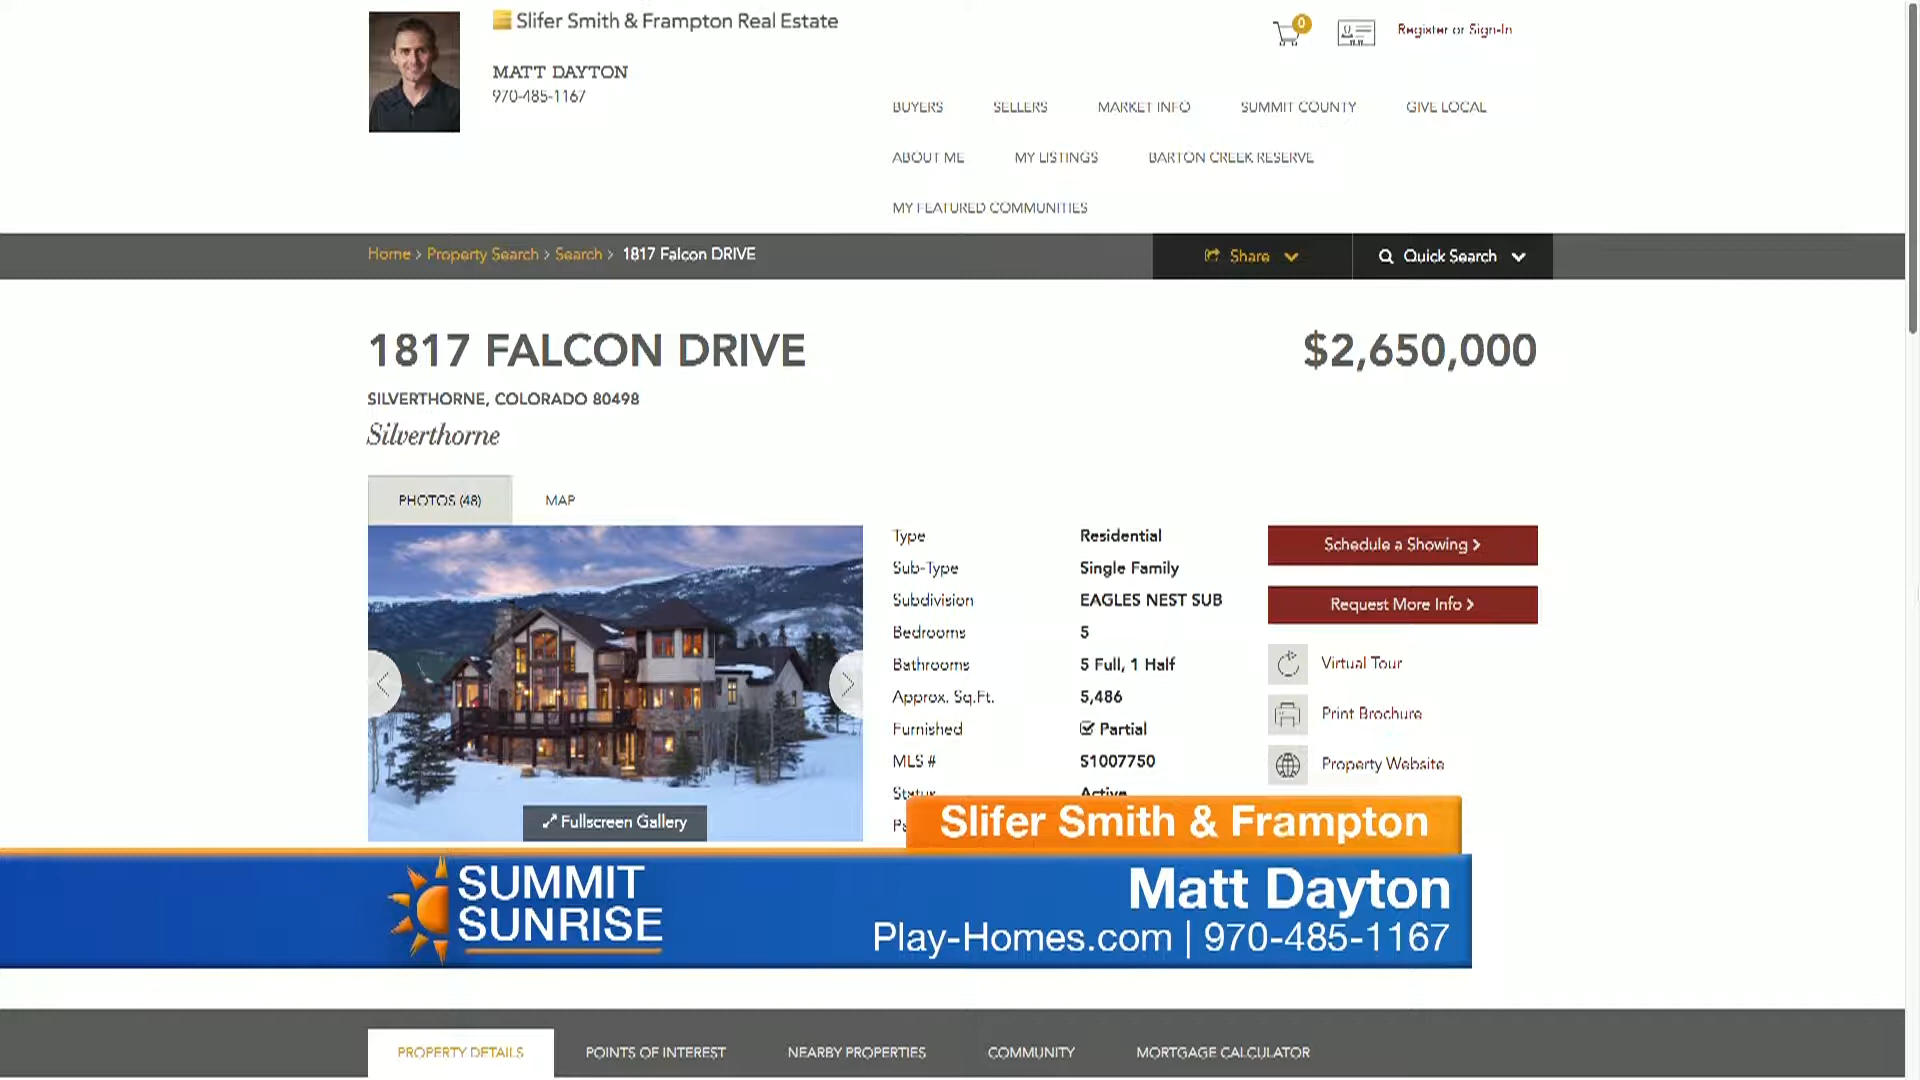 Slifer Smith & Frampton Real Estate
MATT DAYTON
970-485-1167
0
Register or Sign-In
BUYERS SELLERS MARKET INFO SUMMIT COUNTY GIVE LOCAL
ABOUT ME MY LISTINGS BARTON CREEK RESERVE
MY FEATURED COMMUNITIES
Home > Property Search > Search > 1817 Falcon DRIVE
Share
Quick Search
1817 FALCON DRIVE
$2,650,000
SILVERTHORNE, COLORADO 80498
Silverthorne
PHOTOS (48) MAP
Fullscreen Gallery
Type Residential
Sub-Type Single Family
Subdivision EAGLES NEST SUB
Bedrooms 5
Bathrooms 5 Full, 1 Half
Approx. Sq.Ft. 5,486
Furnished Partial
MLS # S1007750
Status Active
Schedule a Showing >
Request More Info >
Virtual Tour
Print Brochure
Property Website
Slifer Smith & Frampton
SUMMIT
SUNRISE
Matt Dayton
Play-Homes.com | 970-485-1167
PROPERTY DETAILS POINTS OF INTEREST NEARBY PROPERTIES COMMUNITY MORTGAGE CALCULATOR